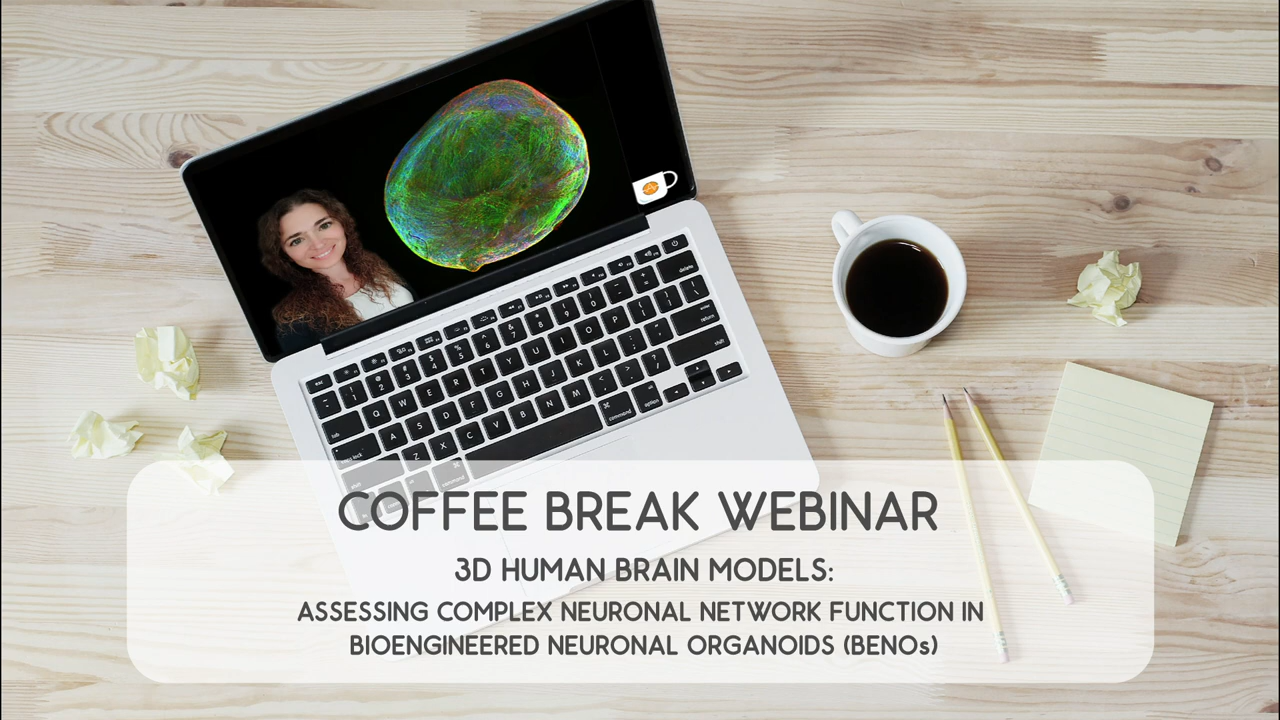 COFFEE BREAK WEBINAR
3D HUMAN BRAIN MODELS:
ASSESSING COMPLEX NEURONAL NETWORK FUNCTION IN
BIOENGINEERED NEURONAL ORGANOIDS (BENOs)